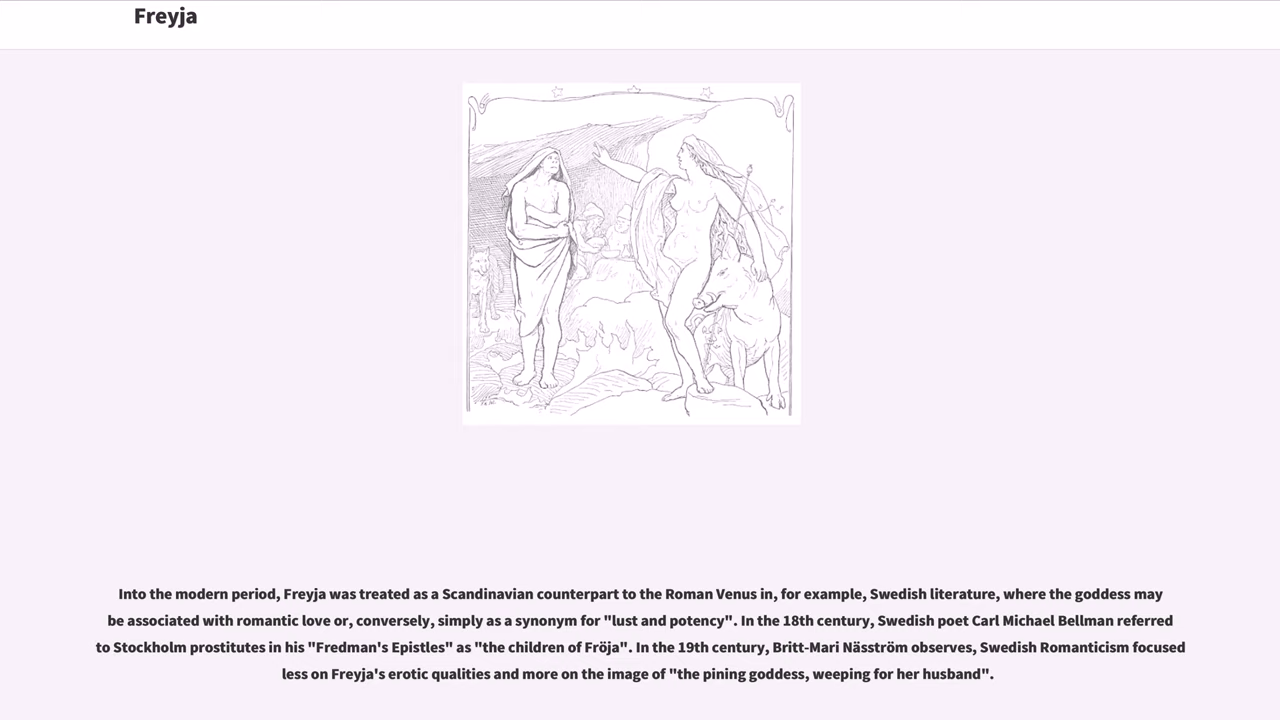 Freyja
Into the modern period, Freyja was treated as a Scandinavian counterpart to the Roman Venus in, for example, Swedish literature, where the goddess may
be associated with romantic love or, conversely, simply as a synonym for "lust and potency". In the 18th century, Swedish poet Carl Michael Bellman referred
to Stockholm prostitutes in his "Fredman's Epistles" as "the children of Fröja". In the 19th century, Britt-Mari Näsström observes, Swedish Romanticism focused
less on Freyja's erotic qualities and more on the image of "the pining goddess, weeping for her husband".